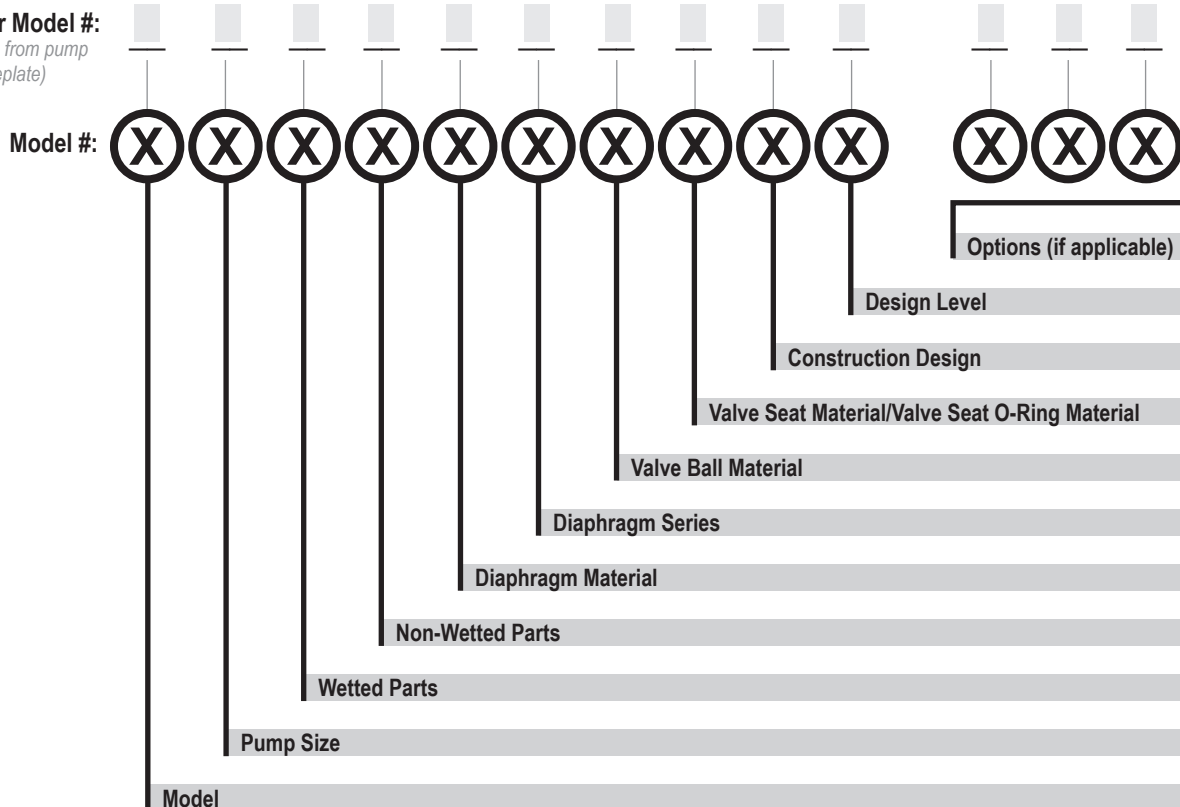 r Model #:
from pump
eplate)
Model #: X X X X X X X X X X X X X
Options (if applicable)
Design Level
Construction Design
Valve Seat Material/Valve Seat O-Ring Material
Valve Ball Material
Diaphragm Series
Diaphragm Material
Non-Wetted Parts
Wetted Parts
Pump Size
Model